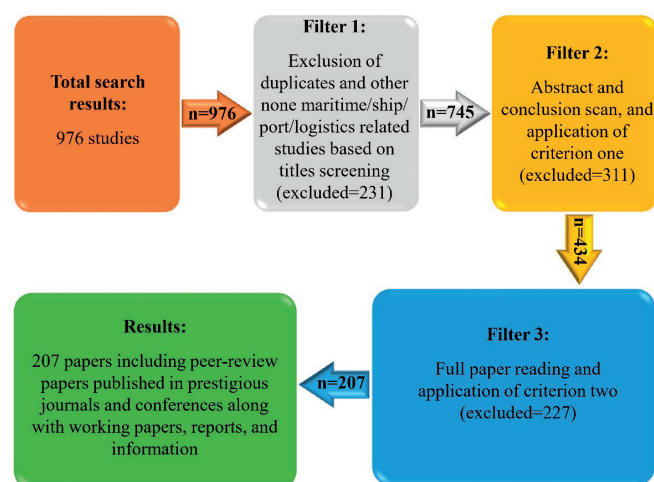 Total search
results:
976 studies
n=976
Filter 1:
Exclusion of
duplicates and other
none maritime/ship/
port/logistics related
studies based on
titles screening
(excluded=231)
n=745
Filter 2:
Abstract and
conclusion scan, and
application of
criterion one
(excluded=311)
n=434
Filter 3:
Full paper reading and
application of criterion two
(excluded=227)
n=207
Results:
207 papers including peer-review
papers published in prestigious
journals and conferences along
with working papers, reports, and
information